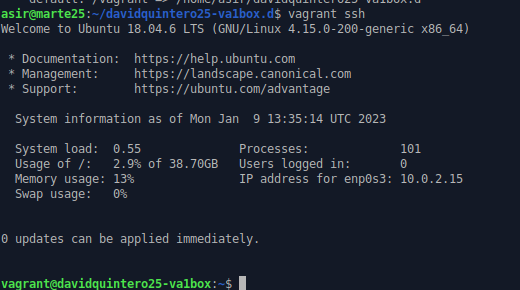 default: /vagrant => /home/asir/davidquintero25-va1box.d
asir@marte25:~/davidquintero25-va1box.d$ vagrant ssh
Welcome to Ubuntu 18.04.6 LTS (GNU/Linux 4.15.0-200-generic x86_64)
* Documentation:  https://help.ubuntu.com
* Management:     https://landscape.canonical.com
* Support:        https://ubuntu.com/advantage
System information as of Mon Jan  9 13:35:14 UTC 2023
System load:  0.55              Processes:             101
Usage of /:   2.9% of 38.70GB   Users logged in:       0
Memory usage: 13%               IP address for enp0s3: 10.0.2.15
Swap usage:   0%
0 updates can be applied immediately.
vagrant@davidquintero25-va1box:~$